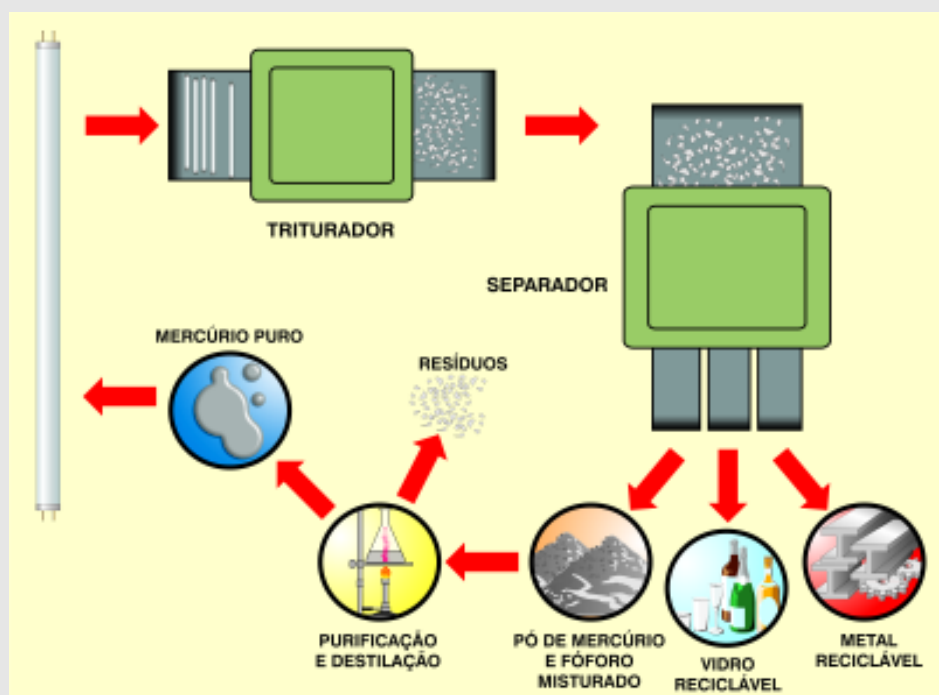 TRITURADOR
SEPARADOR
MERCÚRIO PURO
RESÍDUOS
PURIFICAÇÃO
E DESTILAÇÃO
PÓ DE MERCÚRIO
E FÓFORO
MISTURADO
VIDRO
RECICLÁVEL
METAL
RECICLÁVEL